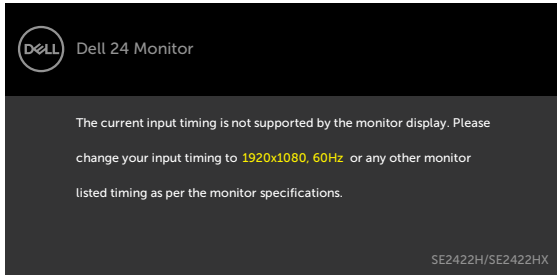 DELL
Dell 24 Monitor
The current input timing is not supported by the monitor display. Please
change your input timing to 1920x1080, 60Hz or any other monitor
listed timing as per the monitor specifications.
SE2422H/SE2422HX